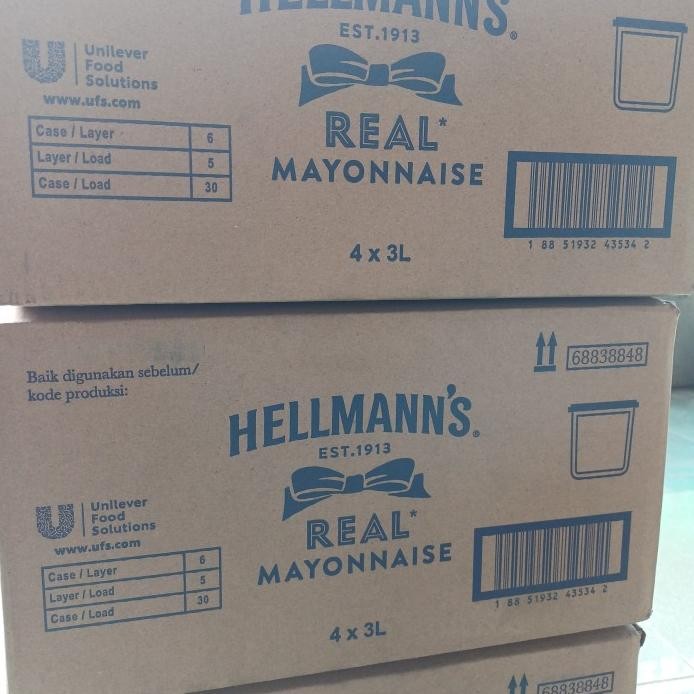 HELLMANN'S®
EST.1913
REAL*
MAYONNAISE
4 x 3L
Unilever
Food
Solutions
www.ufs.com
Case / Layer 6
Layer / Load 5
Case / Load 30
1 88 51932 43534 2
Baik digunakan sebelum/
kode produksi:
68838848
HELLMANN'S®
EST.1913
REAL*
MAYONNAISE
4 x 3L
Unilever
Food
Solutions
www.ufs.com
Case / Layer 6
Layer / Load 5
Case / Load 30
1 88 51932 43534 2
68838848